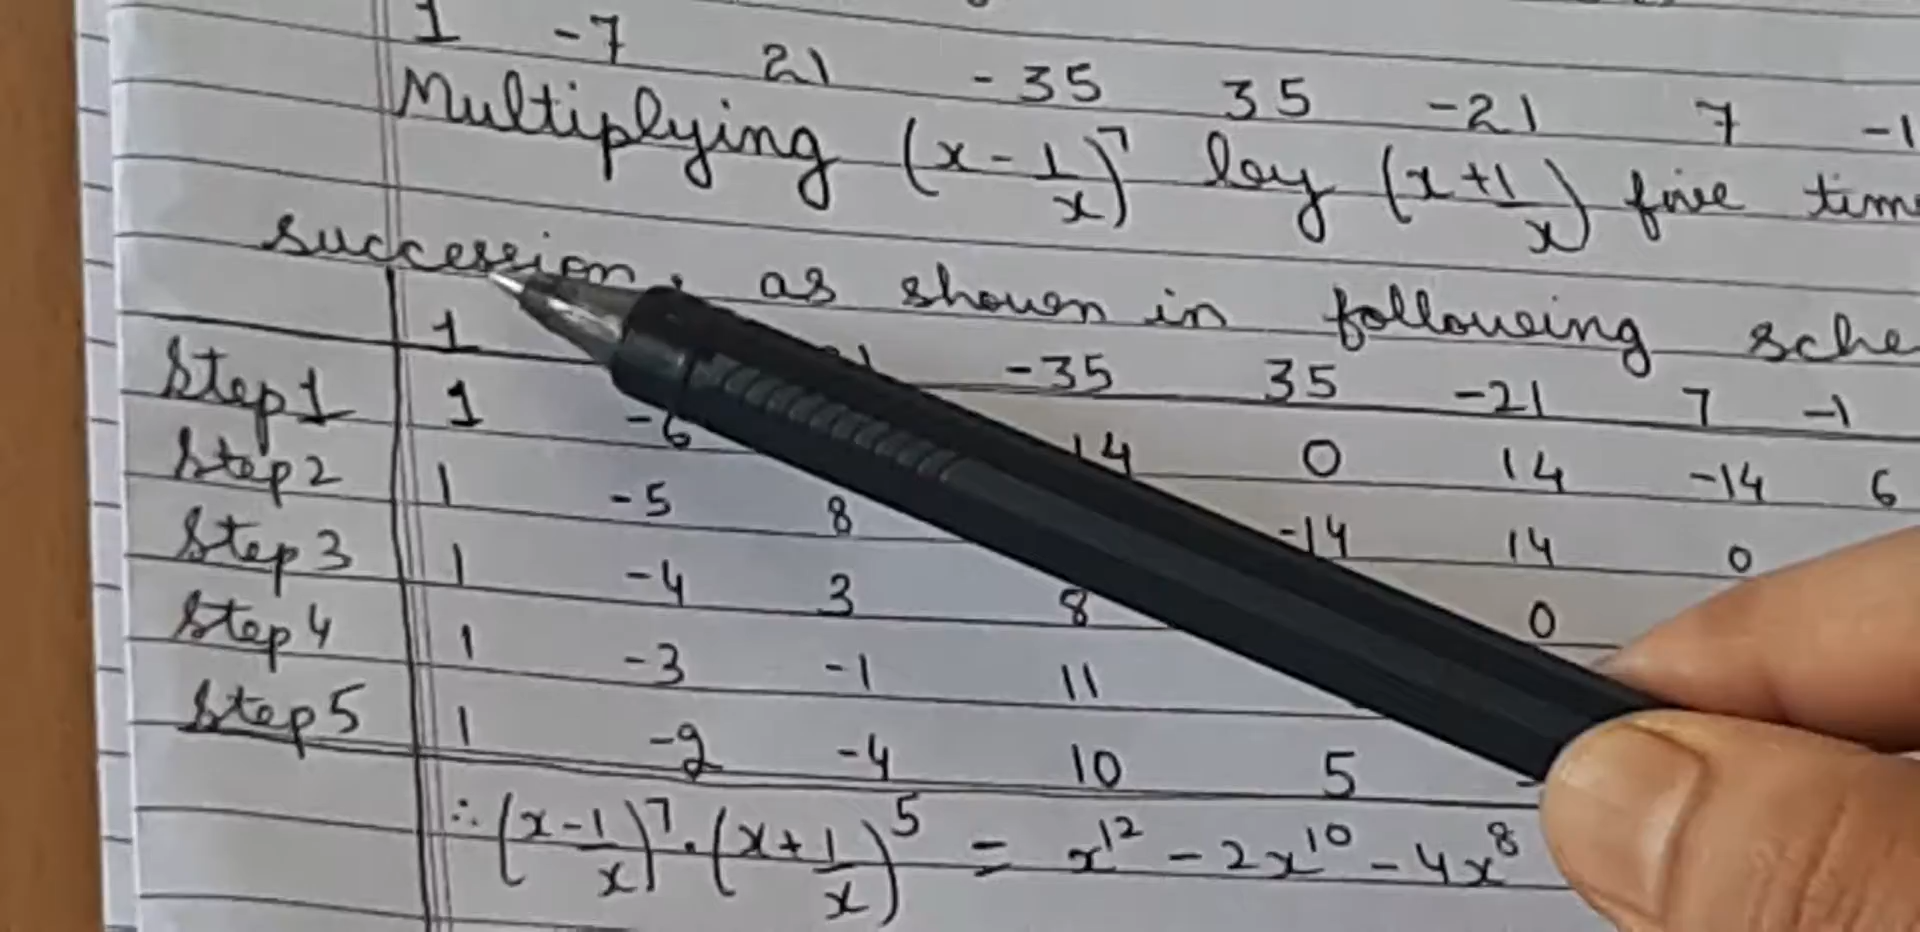 1 -7 21 -35 35 -21 7 -1
Multiplying (x - 1/x)^7 by (x + 1/x) five
succession, as shown in following
1 -35 35 -21 7 -1
Step 1 1 -6 14 0 14 -14 6
Step 2 1 -5 8 -14 14 0
Step 3 1 -4 3 8 0
Step 4 1 -3 -1 11
Step 5 1 -2 -4 10 5
∴ (x - 1/x)^7 . (x + 1/x)^5 = x^12 - 2x^10 - 4x^8